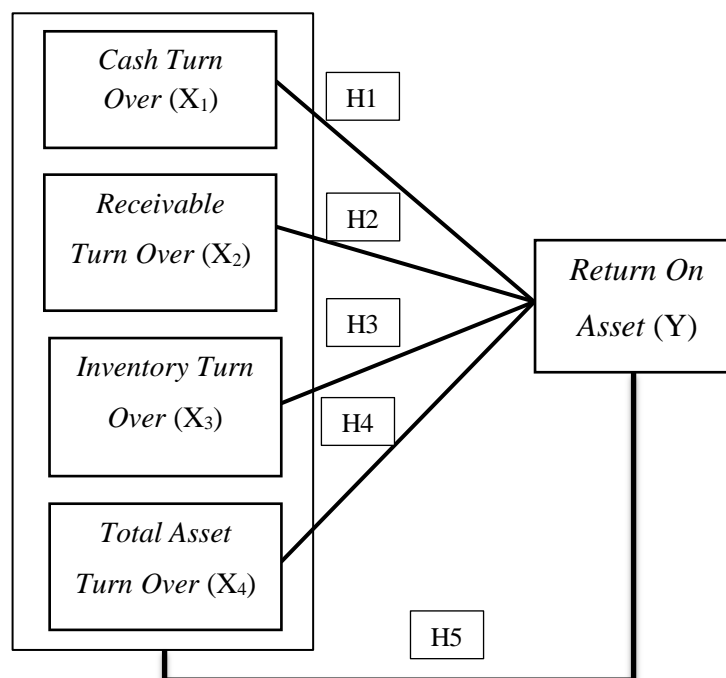 Cash Turn
Over (X₁)
H1
Receivable
Turn Over (X₂)
H2
Return On
Asset (Y)
H3
Inventory Turn
Over (X₃)
H4
Total Asset
Turn Over (X₄)
H5